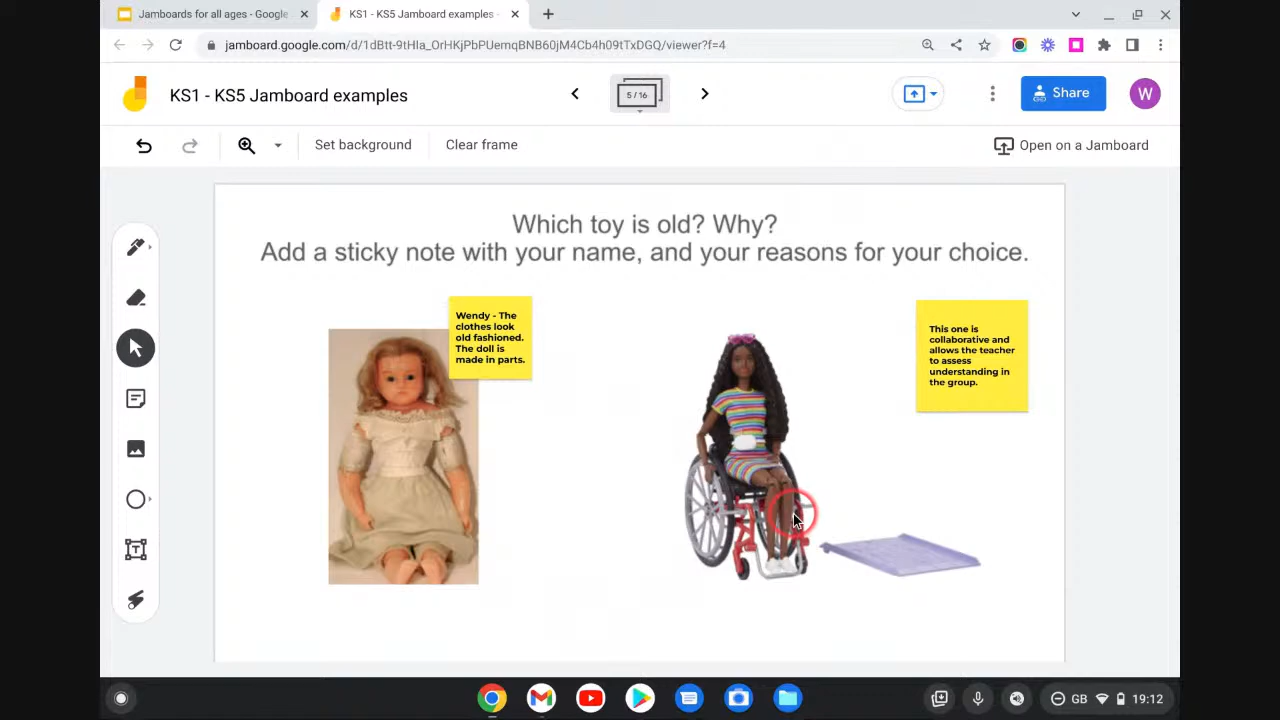 Jamboards for all ages - Google
KS1 - KS5 Jamboard examples -
jamboard.google.com/d/1dBtt-9tHIa_OrHKjPbPUemqBNB60jM4Cb4h09tTxDGQ/viewer?f=4
KS1 - KS5 Jamboard examples
5 / 16
Share
W
Set background
Clear frame
Open on a Jamboard
Which toy is old? Why?
Add a sticky note with your name, and your reasons for your choice.
Wendy - The
clothes look
old fashioned.
The doll is
made in parts.
This one is
collaborative and
allows the teacher
to assess
understanding in
the group.
GB
19:12